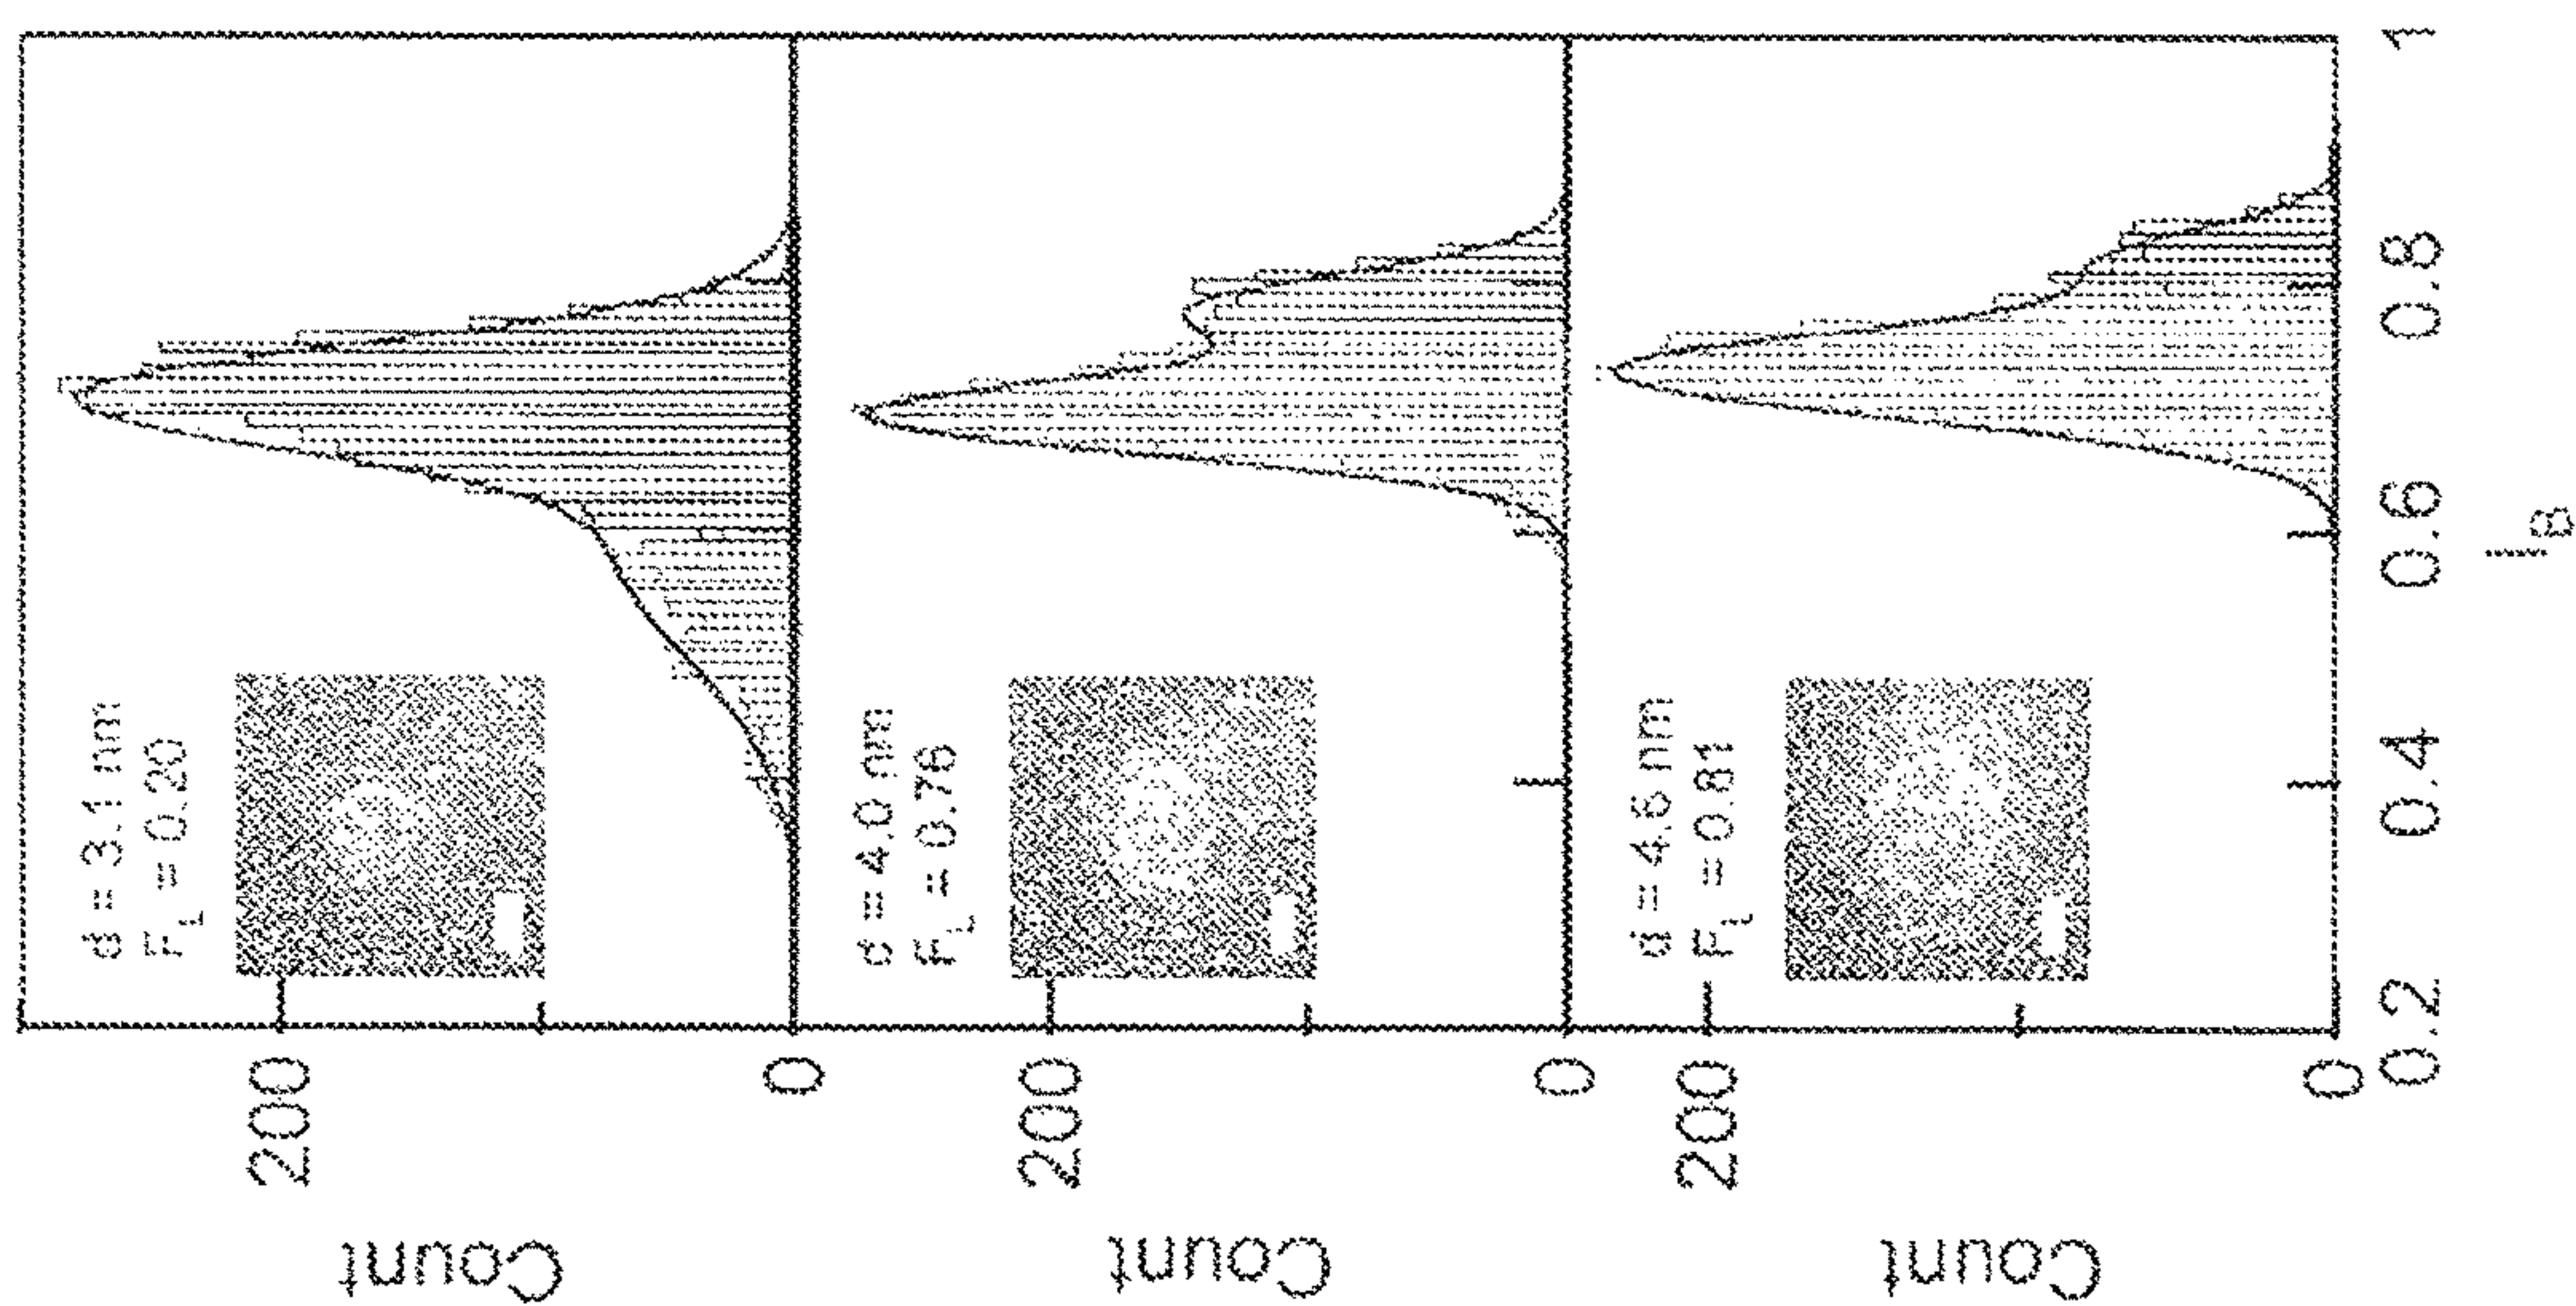 Count
200
0
d = 3.1 nm
F_L = 0.20
Count
200
0
d = 4.0 nm
F_L = 0.76
Count
200
0
d = 4.6 nm
F_L = 0.81
0.2
0.4
0.6
0.8
1
I_B